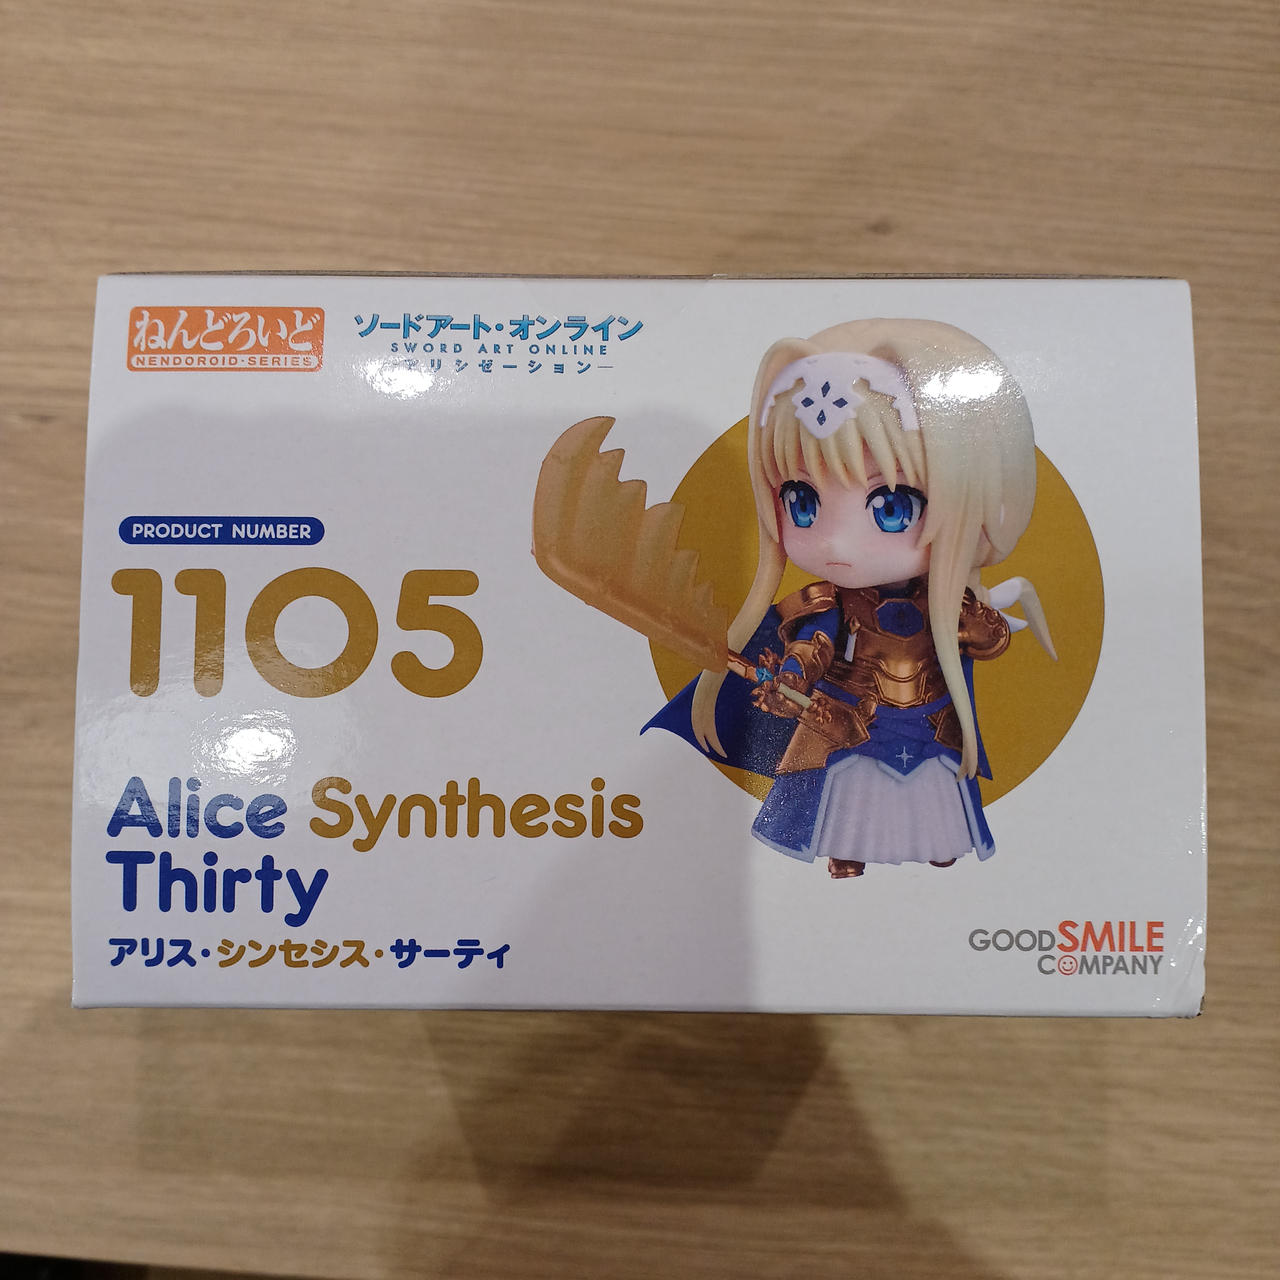 ねんどろいど
NENDOROID・SERIES
ソードアート・オンライン
SWORD ART ONLINE
アリシゼーション
PRODUCT NUMBER
1105
Alice Synthesis
Thirty
アリス・シンセシス・サーティ
GOOD SMILE
COMPANY